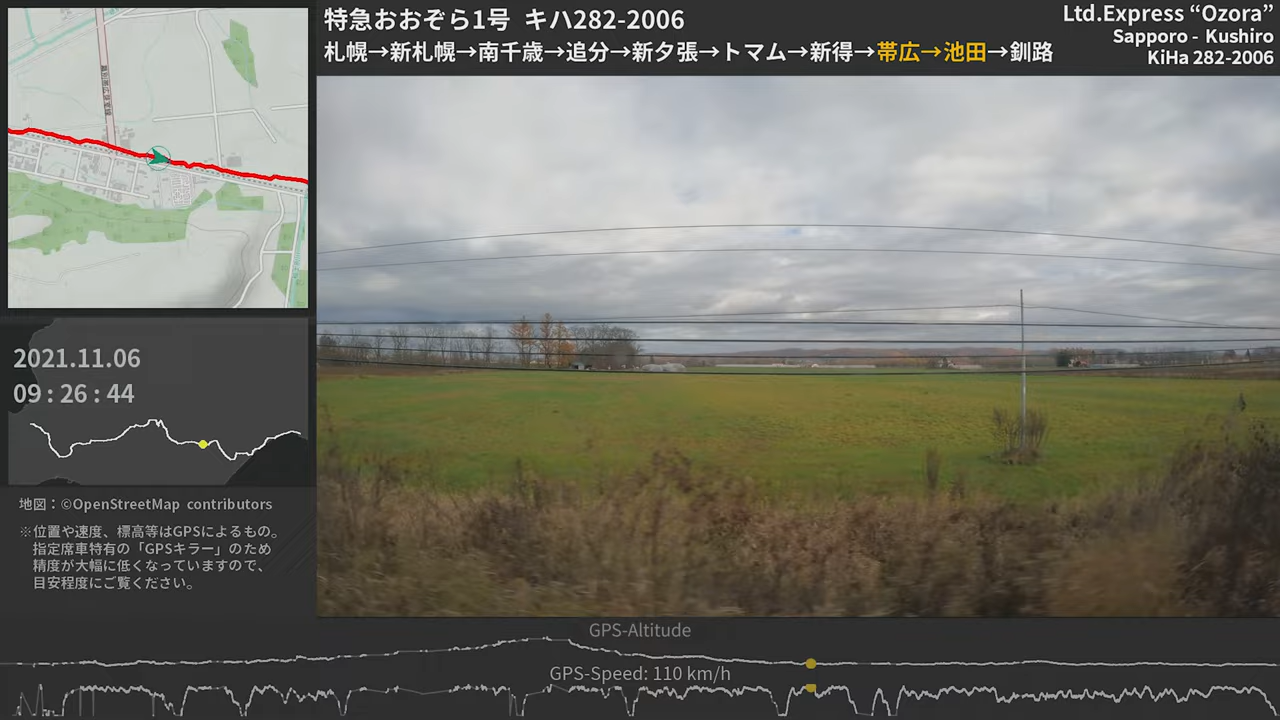 特急おおぞら1号 キハ282-2006
札幌→新札幌→南千歳→追分→新夕張→トマム→新得→帯広→池田→釧路
Ltd.Express “Ozora”
Sapporo - Kushiro
KiHa 282-2006
2021.11.06
09 : 26 : 44
地図：©OpenStreetMap contributors
※位置や速度、標高等はGPSによるもの。
指定席車特有の「GPSキラー」のため
精度が大幅に低くなっていますので、
目安程度にご覧ください。
GPS-Altitude
GPS-Speed: 110 km/h